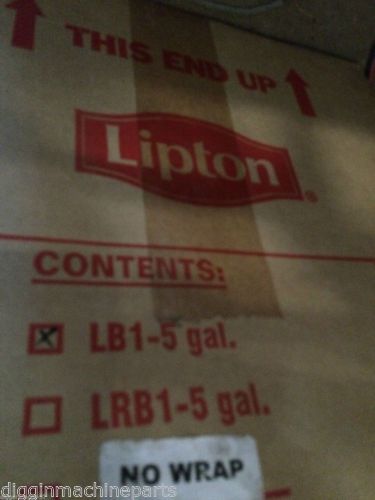 THIS END UP
Lipton®
CONTENTS:
LB1-5 gal.
LRB1-5 gal.
NO WRAP
digginmachineparts